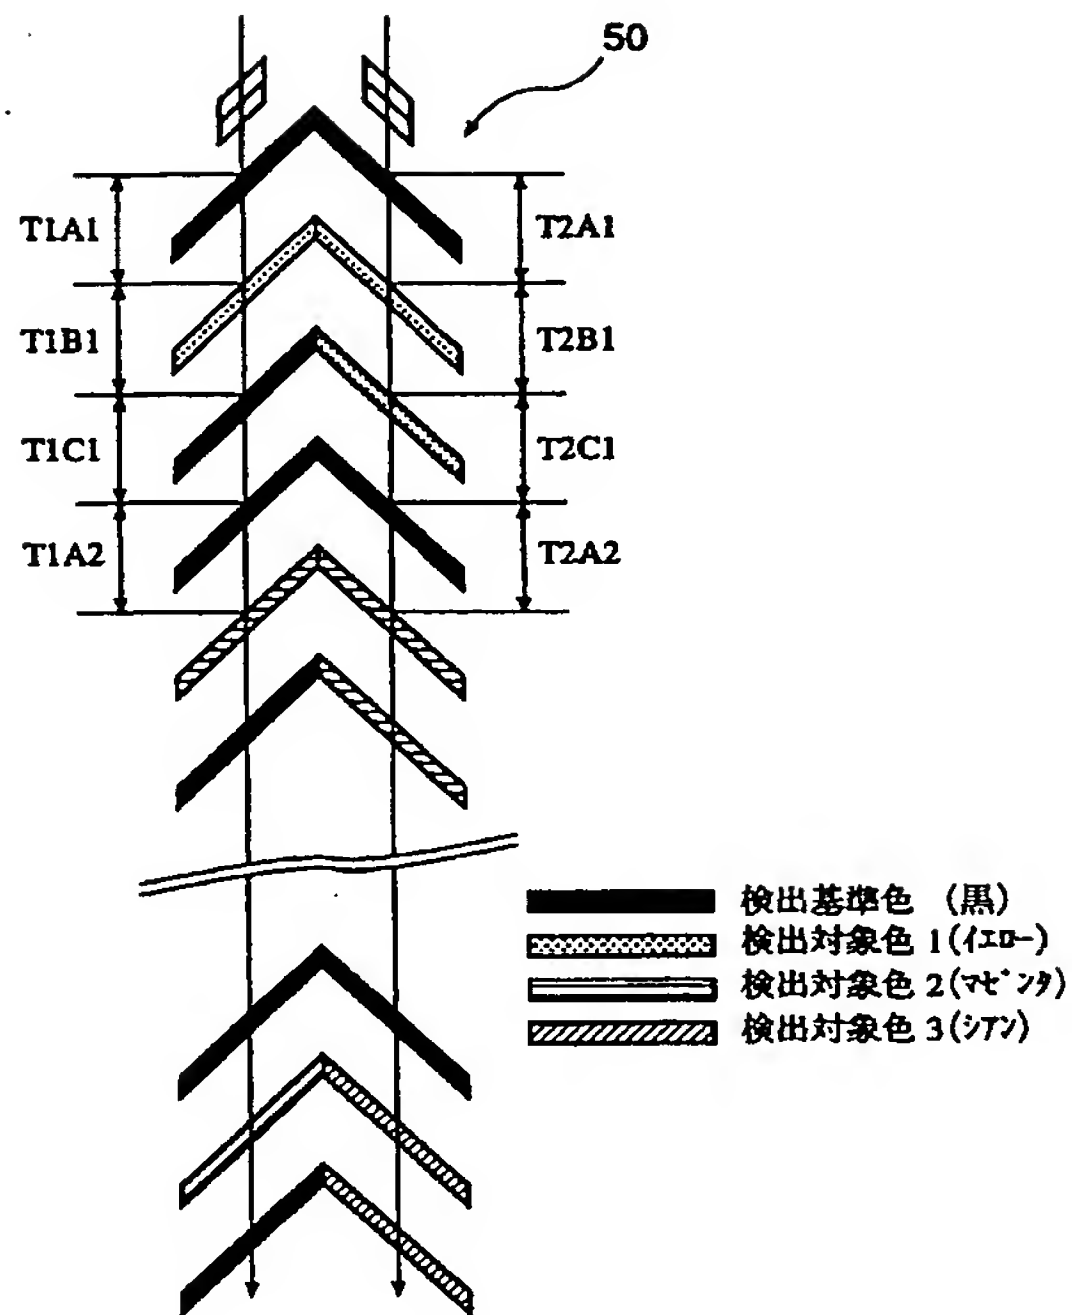 50
T1A1 T2A1
T1B1 T2B1
T1C1 T2C1
T1A2 T2A2
検出基準色 (黒)
検出対象色 1(イエロー)
検出対象色 2(マゼンタ)
検出対象色 3(シアン)